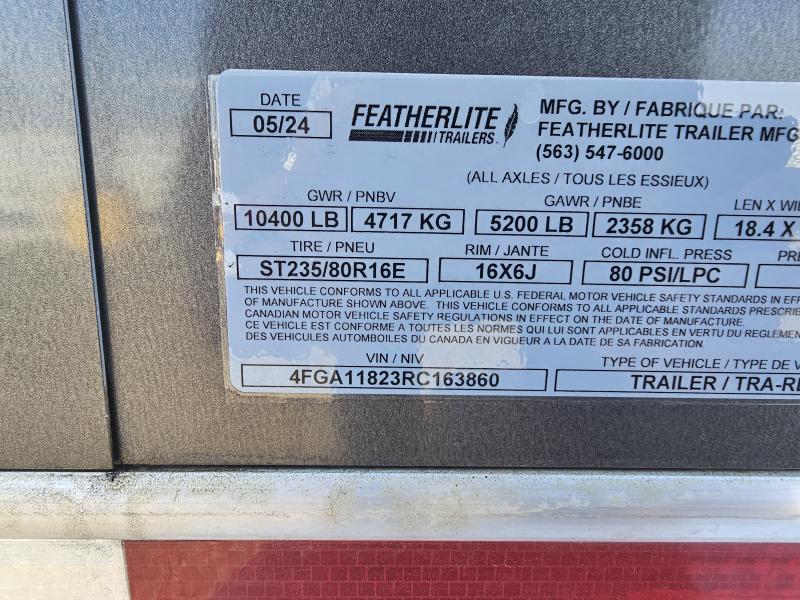 DATE
05/24
FEATHERLITE
TRAILERS™
MFG. BY / FABRIQUE PAR:
FEATHERLITE TRAILER MFG
(563) 547-6000
(ALL AXLES / TOUS LES ESSIEUX)
GWR / PNBV GAWR / PNBE LEN X WI
10400 LB 4717 KG 5200 LB 2358 KG 18.4 X
TIRE / PNEU RIM / JANTE COLD INFL. PRESS PRE
ST235/80R16E 16X6J 80 PSI/LPC
THIS VEHICLE CONFORMS TO ALL APPLICABLE U.S. FEDERAL MOTOR VEHICLE SAFETY STANDARDS IN EFF
OF MANUFACTURE SHOWN ABOVE. THIS VEHICLE CONFORMS TO ALL APPLICABLE STANDARDS PRESCRIBE
CANADIAN MOTOR VEHICLE SAFETY REGULATIONS IN EFFECT ON THE DATE OF MANUFACTURE.
CE VEHICULE EST CONFORME A TOUTES LES NORMES QUI LUI SONT APPLICABLES EN VERTU DU REGLEMEN
DES VEHICULES AUTOMBOILES DU CANADA EN VIGUEUR A LA DATE DE SA FABRICATION.
VIN / NIV TYPE OF VEHICLE / TYPE
4FGA11823RC163860 TRAILER / TRA-RE